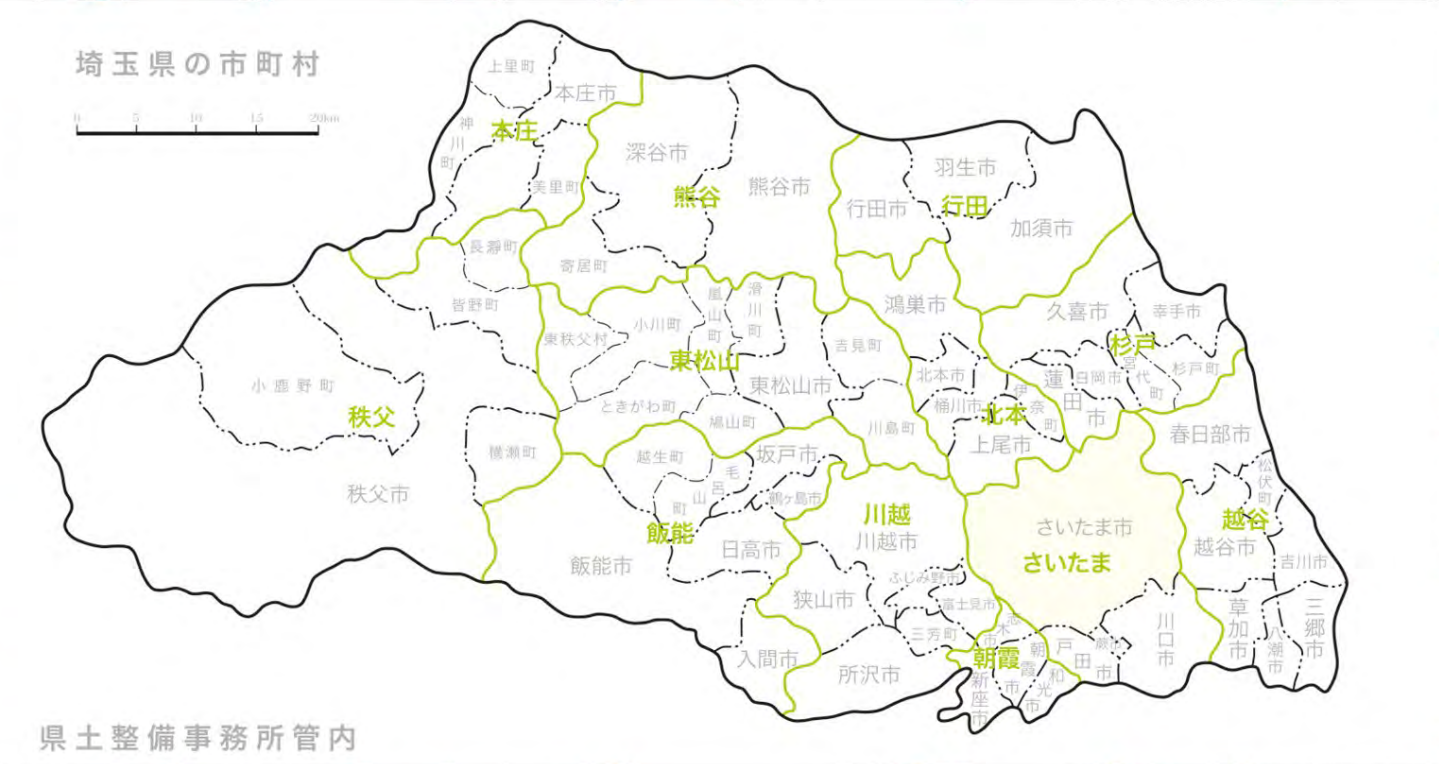 埼玉県の市町村
0 5 10 15 20km
上里町
本庄市
神川町
本庄
美里町
深谷市
熊谷市
熊谷
羽生市
行田市
行田
加須市
長瀞町
寄居町
皆野町
嵐山町
滑川町
小川町
東秩父村
東松山
吉見町
東松山市
ときがわ町
鳩山町
川島町
鴻巣市
久喜市
幸手市
杉戸
宮代町
杉戸町
北本市
桶川市
伊奈町
北本
上尾市
蓮田市
白岡市
春日部市
小鹿野町
秩父
横瀬町
秩父市
越生町
毛呂山町
坂戸市
鶴ヶ島市
飯能
日高市
飯能市
川越
川越市
さいたま市
さいたま
松伏町
越谷
越谷市
吉川市
狭山市
ふじみ野市
富士見市
三芳町
志木市
朝霞
朝霞市
和光市
新座市
入間市
所沢市
戸田市
蕨市
川口市
草加市
八潮市
三郷市
県土整備事務所管内